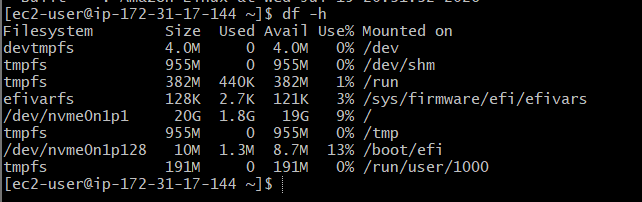 [ec2-user@ip-172-31-17-144 ~]$ df -h
Filesystem Size Used Avail Use% Mounted on
devtmpfs 4.0M 0 4.0M 0% /dev
tmpfs 955M 0 955M 0% /dev/shm
tmpfs 382M 440K 382M 1% /run
efivarfs 128K 2.7K 121K 3% /sys/firmware/efi/efivars
/dev/nvme0n1p1 20G 1.8G 19G 9% /
tmpfs 955M 0 955M 0% /tmp
/dev/nvme0n1p128 10M 1.3M 8.7M 13% /boot/efi
tmpfs 191M 0 191M 0% /run/user/1000
[ec2-user@ip-172-31-17-144 ~]$